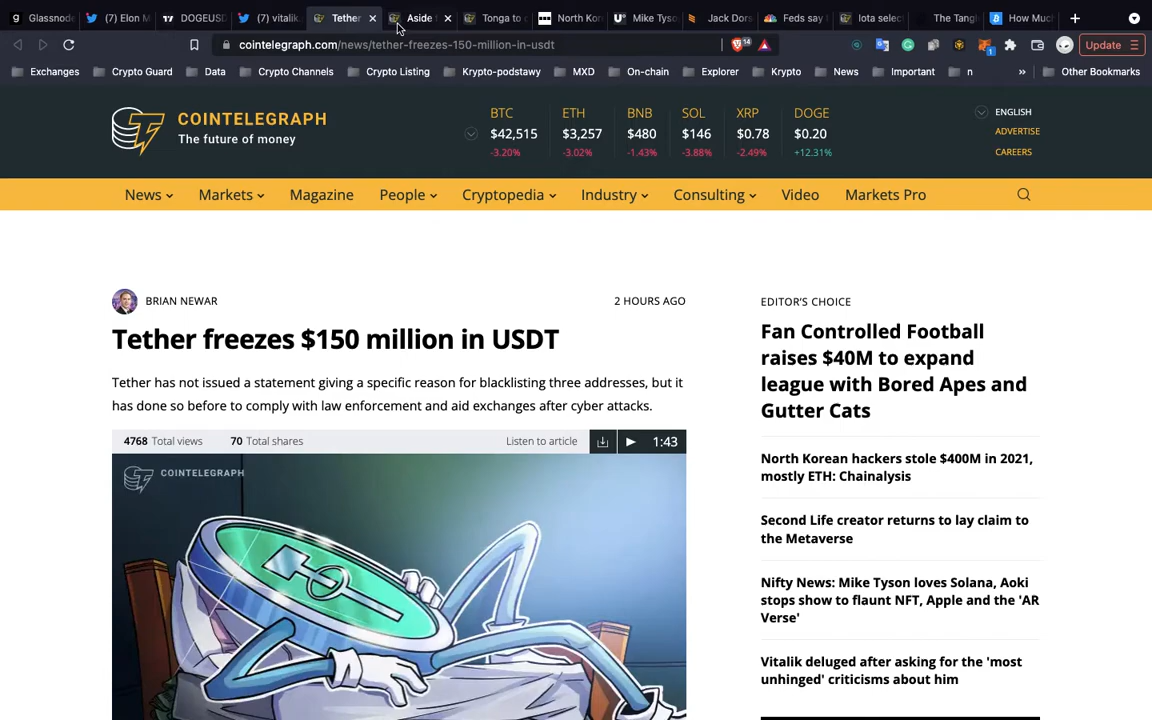 Glassnode
(7) Elon M
DOGEUSD
(7) vitalik.
Tether
Aside
Tonga to
North Kor
Mike Tyso
Jack Dors
Feds say
Iota selec
The Tang
How Much
cointelegraph.com/news/tether-freezes-150-million-in-usdt
14
1
Update
Exchanges
Crypto Guard
Data
Crypto Channels
Crypto Listing
Krypto-podstawy
MXD
On-chain
Explorer
Krypto
News
Important
n
»
Other Bookmarks
COINTELEGRAPH
The future of money
BTC ETH BNB SOL XRP DOGE
$42,515 $3,257 $480 $146 $0.78 $0.20
-3.20% -3.02% -1.43% -3.88% -2.49% +12.31%
ENGLISH
ADVERTISE
CAREERS
News Markets Magazine People Cryptopedia Industry Consulting Video Markets Pro
BRIAN NEWAR
2 HOURS AGO
Tether freezes $150 million in USDT
Tether has not issued a statement giving a specific reason for blacklisting three addresses, but it
has done so before to comply with law enforcement and aid exchanges after cyber attacks.
4768 Total views 70 Total shares
Listen to article
1:43
COINTELEGRAPH
EDITOR'S CHOICE
Fan Controlled Football
raises $40M to expand
league with Bored Apes and
Gutter Cats
North Korean hackers stole $400M in 2021,
mostly ETH: Chainalysis
Second Life creator returns to lay claim to
the Metaverse
Nifty News: Mike Tyson loves Solana, Aoki
stops show to flaunt NFT, Apple and the 'AR
Verse'
Vitalik deluged after asking for the 'most
unhinged' criticisms about him